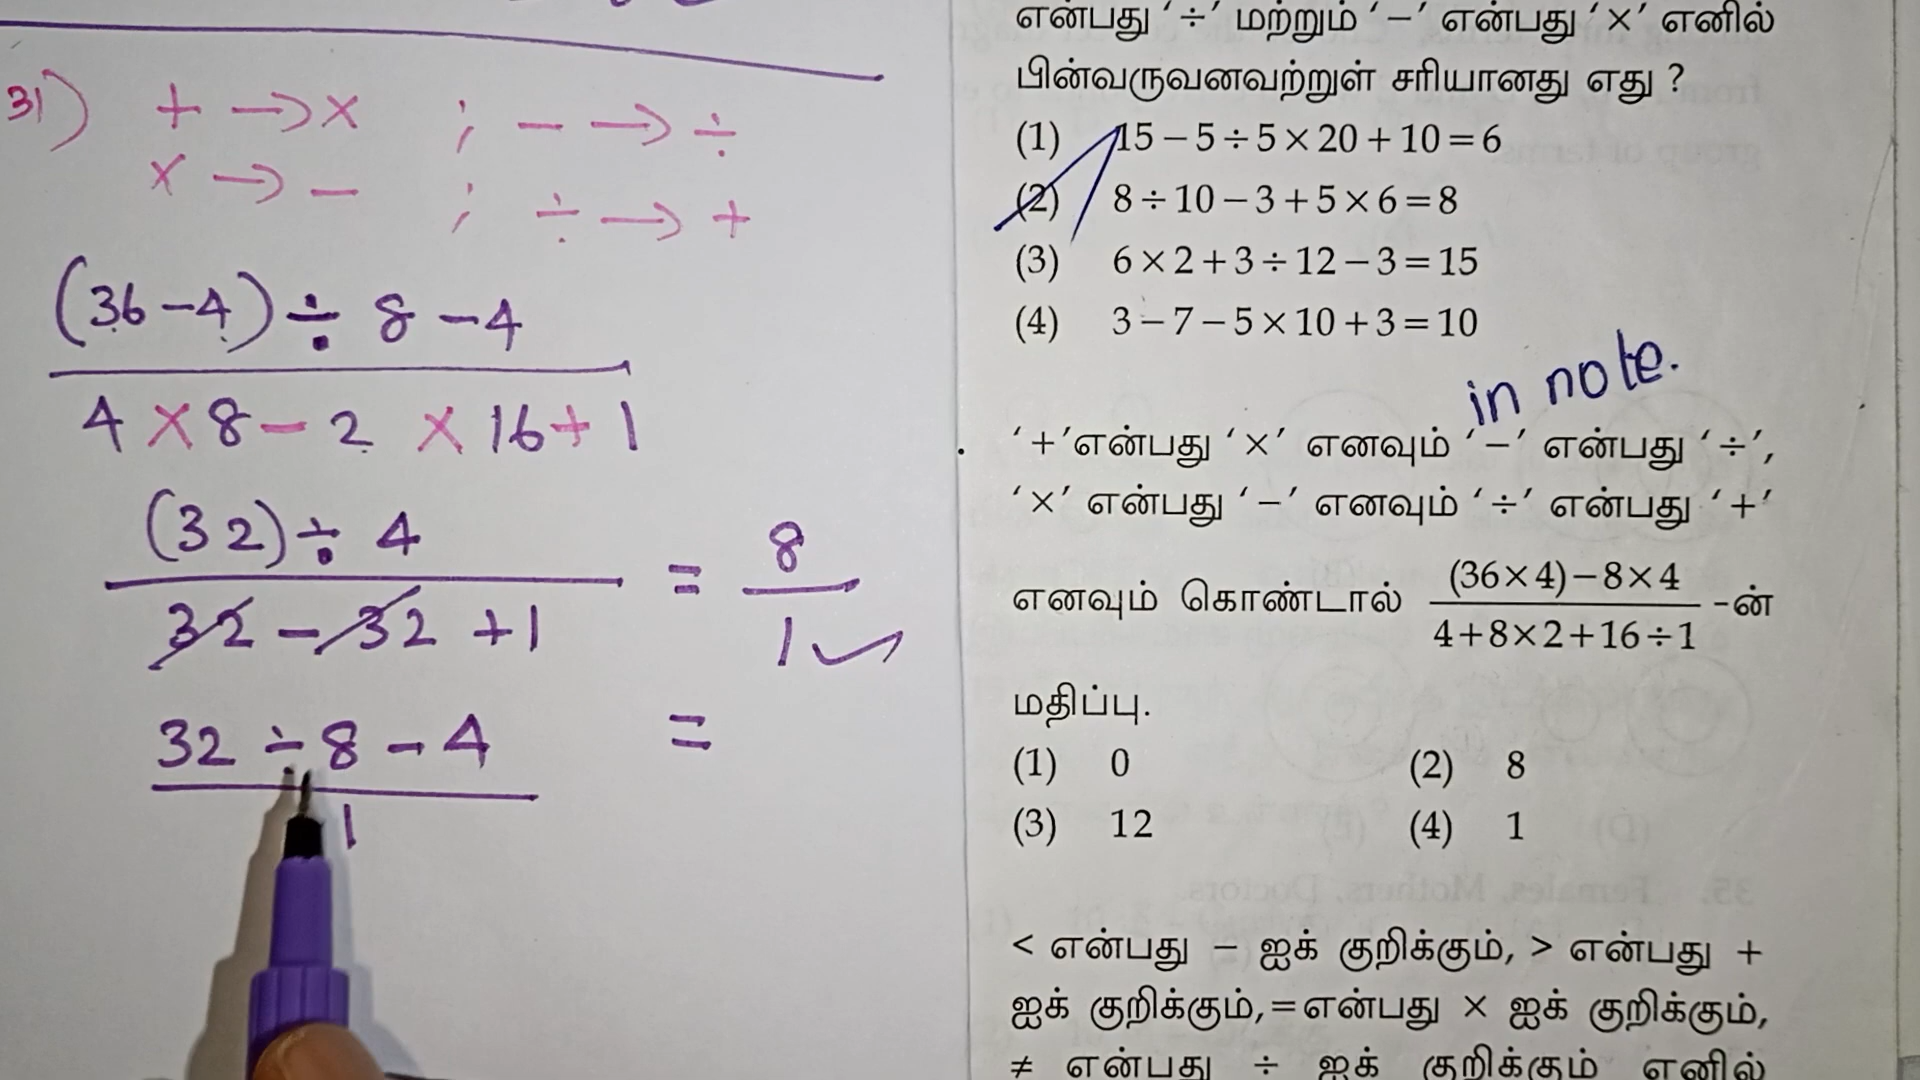 31) + → × ; − → ÷
× → − ; ÷ → +
(36 − 4) ÷ 8 − 4
4 × 8 − 2 × 16 + 1
(32) ÷ 4
32 − 32 + 1
= 8
1
32 ÷ 8 − 4 =
1
என்பது ‘÷’ மற்றும் ‘−’ என்பது ‘×’ எனில்
பின்வருவனவற்றுள் சரியானது எது ?
(1) 15 − 5 ÷ 5 × 20 + 10 = 6
(2) 8 ÷ 10 − 3 + 5 × 6 = 8
(3) 6 × 2 + 3 ÷ 12 − 3 = 15
(4) 3 − 7 − 5 × 10 + 3 = 10
in note.
‘+’என்பது ‘×’ எனவும் ‘−’ என்பது ‘÷’,
‘×’ என்பது ‘−’ எனவும் ‘÷’ என்பது ‘+’
எனவும் கொண்டால் (36×4)−8×4 -ன்
4+8×2+16÷1
மதிப்பு.
(1) 0 (2) 8
(3) 12 (4) 1
< என்பது − ஐக் குறிக்கும், > என்பது +
ஐக் குறிக்கும், = என்பது × ஐக் குறிக்கும்,
≠ என்பது ÷ ஐக் குறிக்கும் எனில்